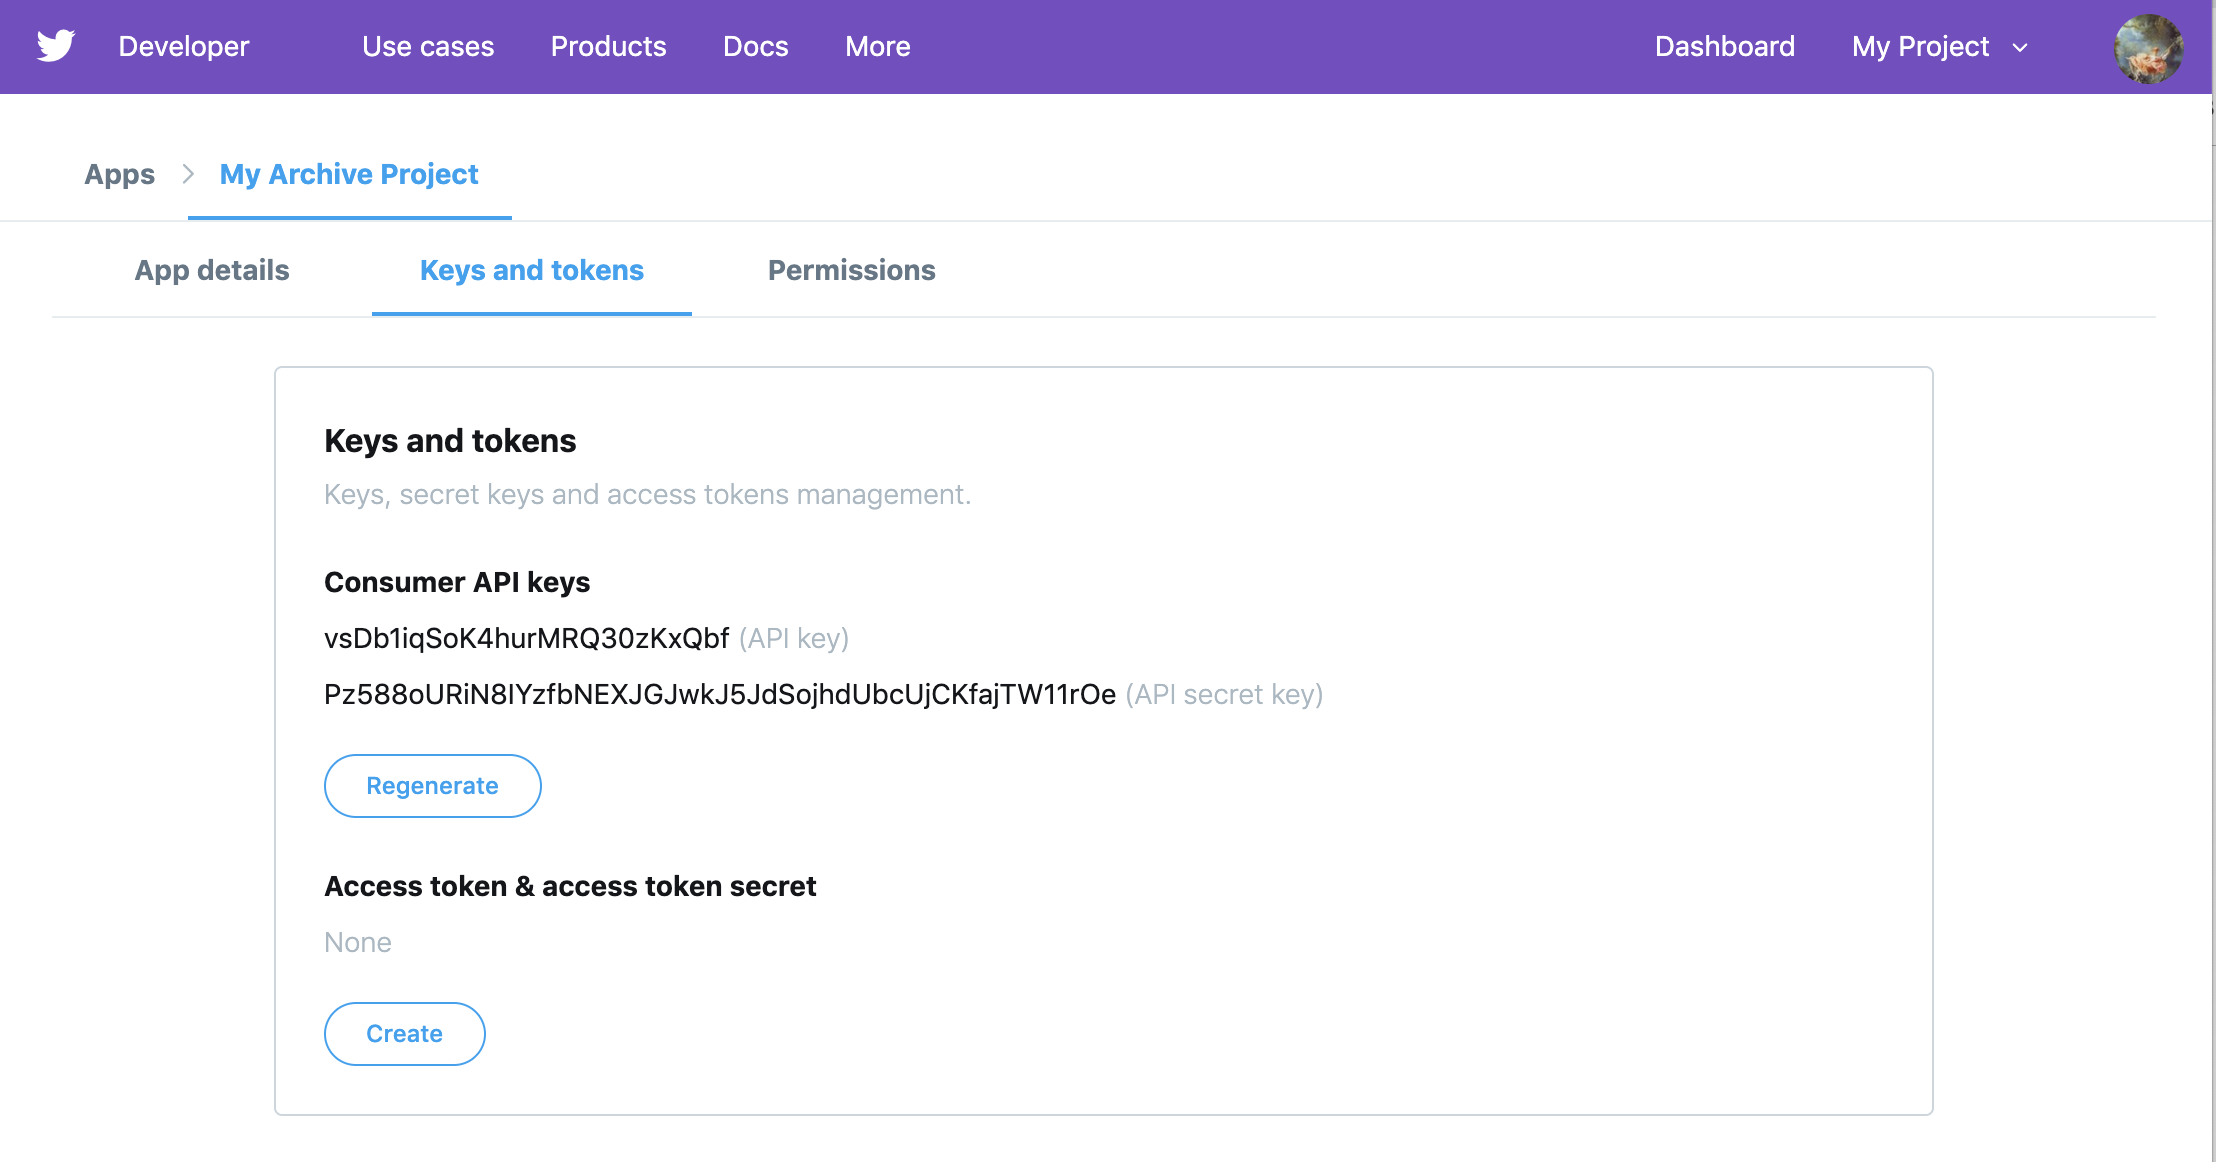 Developer Use cases Products Docs More Dashboard My Project
Apps My Archive Project
App details Keys and tokens Permissions
Keys and tokens
Keys, secret keys and access tokens management.
Consumer API keys
vsDb1iqSoK4hurMRQ30zKxQbf (API key)
Pz588oURiN8IYzfbNEXJGJwkJ5JdSojhdUbcUjCKfajTW11rOe (API secret key)
Regenerate
Access token & access token secret
None
Create